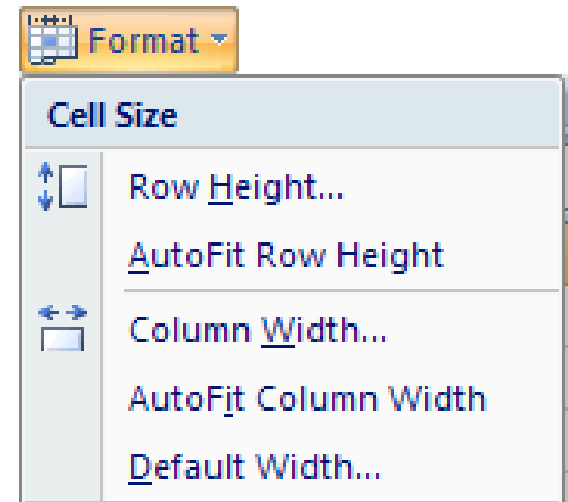 Format
Cell Size
Row Height...
AutoFit Row Height
Column Width...
AutoFit Column Width
Default Width...